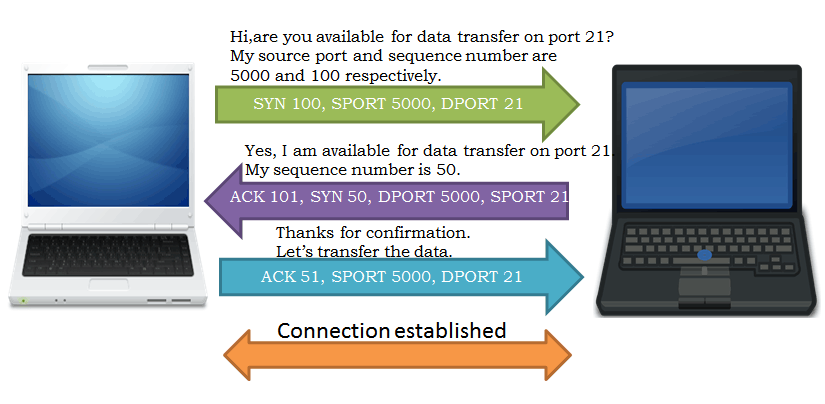 Hi,are you available for data transfer on port 21?
My source port and sequence number are
5000 and 100 respectively.
SYN 100, SPORT 5000, DPORT 21
Yes, I am available for data transfer on port 21.
My sequence number is 50.
ACK 101, SYN 50, DPORT 5000, SPORT 21
Thanks for confirmation.
Let's transfer the data.
ACK 51, SPORT 5000, DPORT 21
Connection established